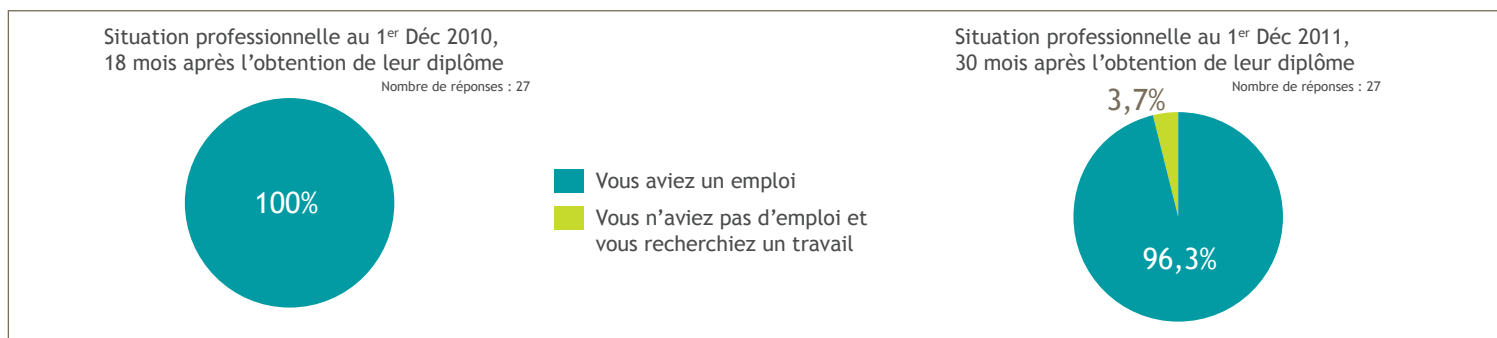 Situation professionnelle au 1er Déc 2010,
18 mois après l’obtention de leur diplôme
Nombre de réponses : 27
100%
Vous aviez un emploi
Vous n’aviez pas d’emploi et
vous recherchiez un travail
Situation professionnelle au 1er Déc 2011,
30 mois après l’obtention de leur diplôme
Nombre de réponses : 27
3,7%
96,3%